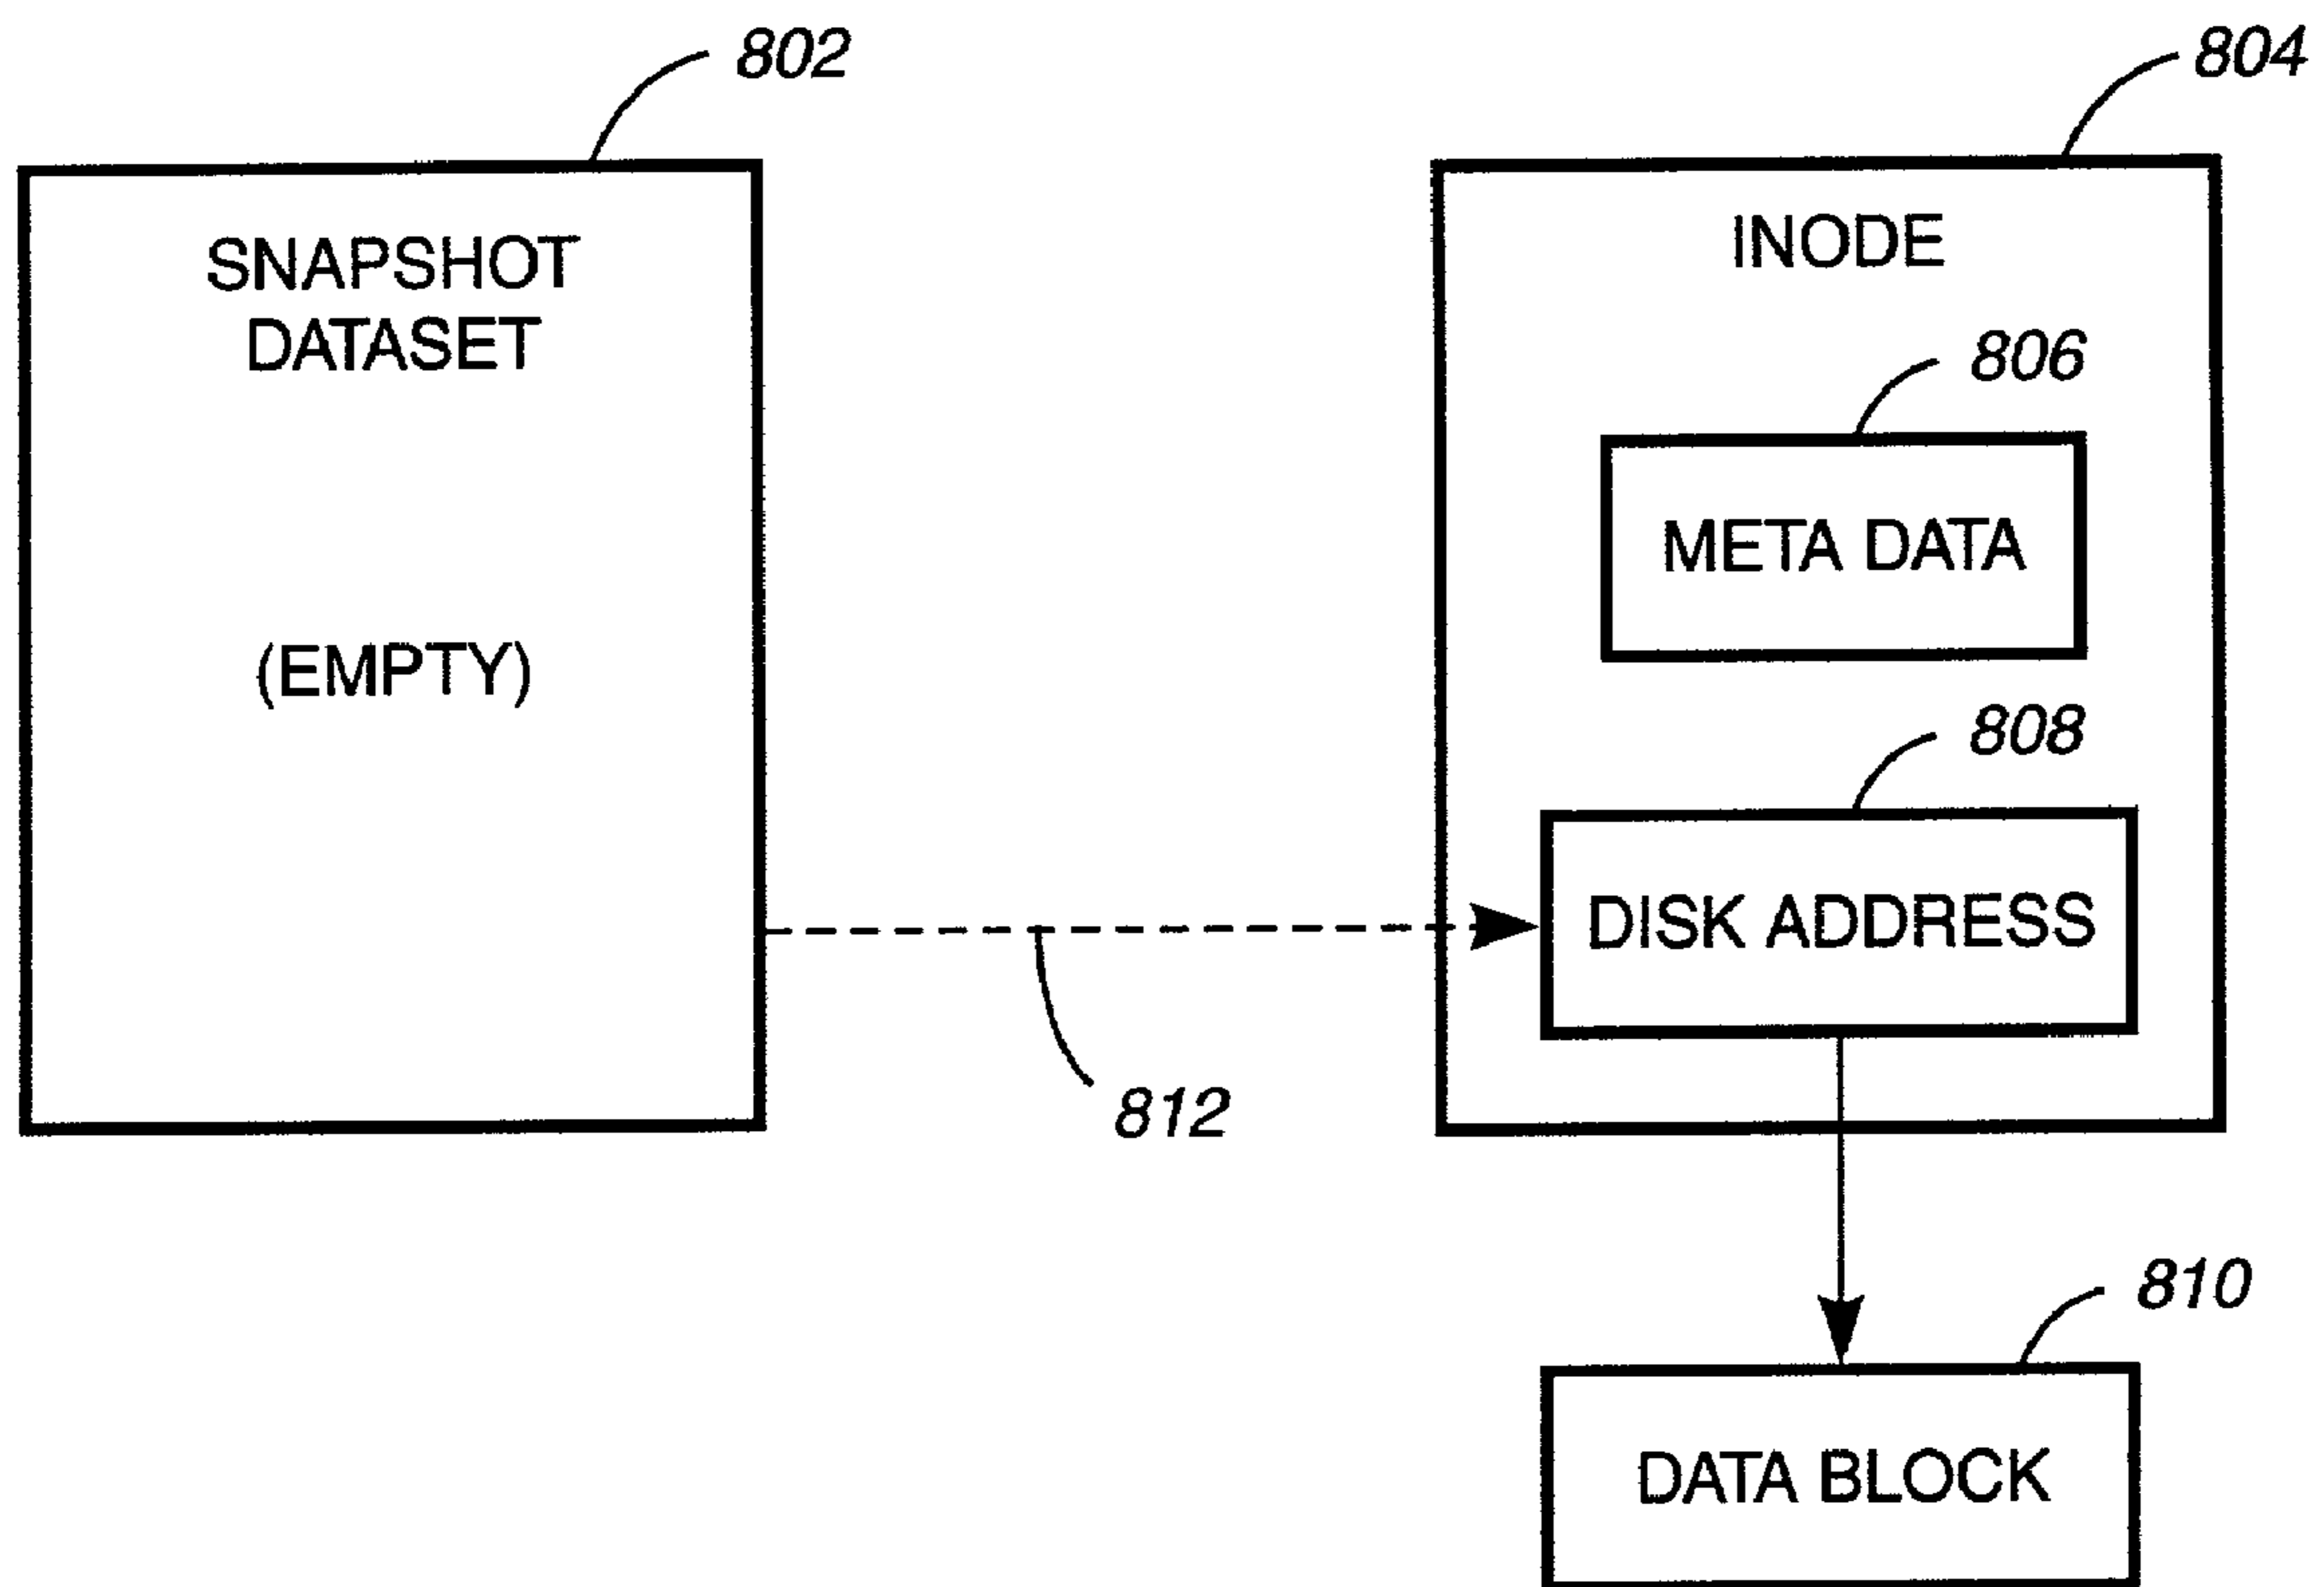 802
804
SNAPSHOT
DATASET
(EMPTY)
INODE
806
META DATA
808
DISK ADDRESS
812
810
DATA BLOCK